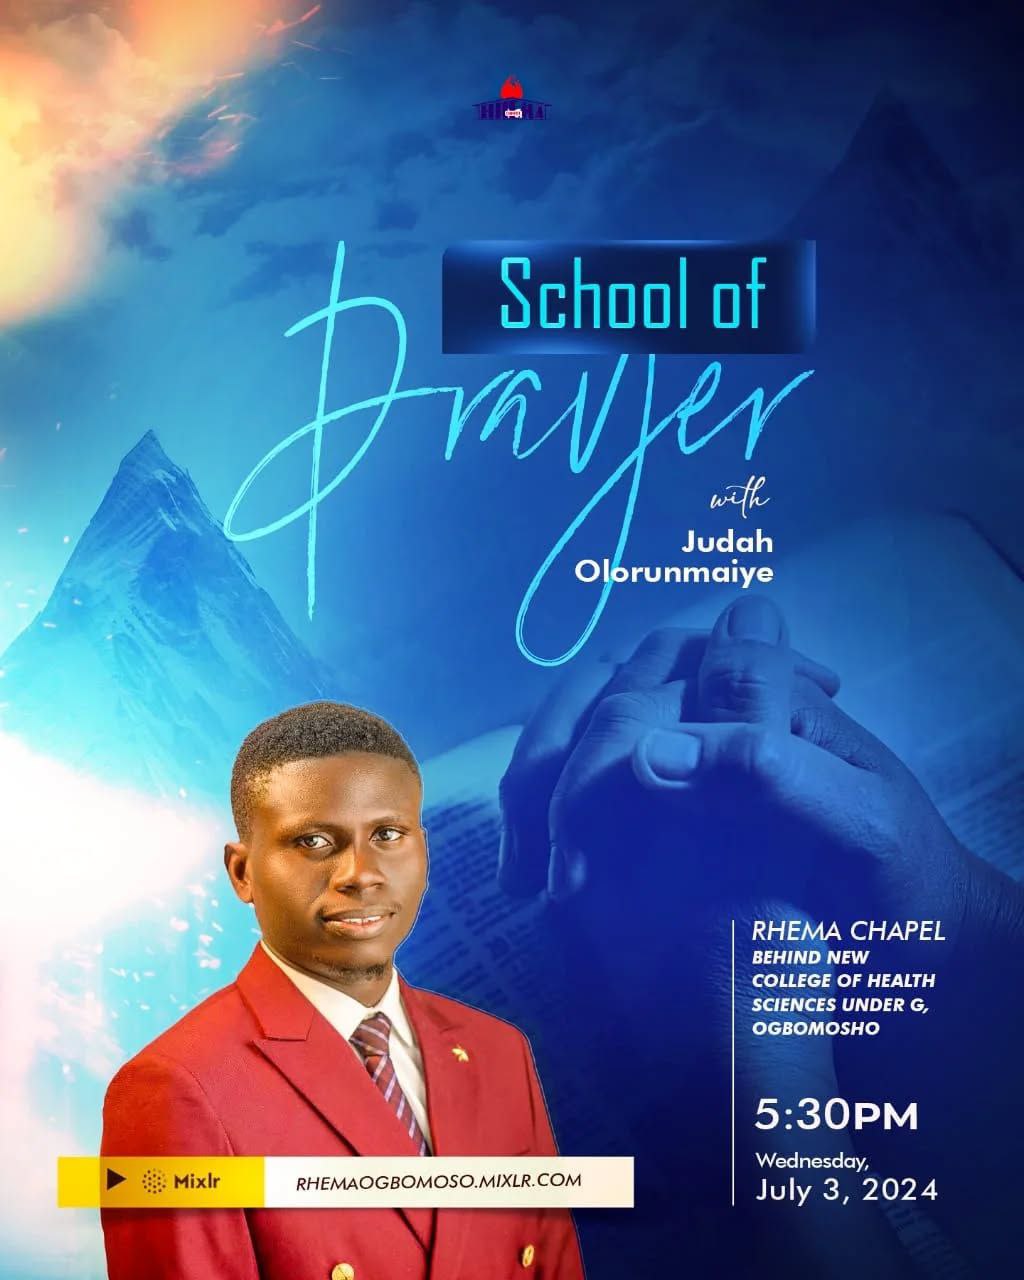 School of
Prayer
with
Judah
Olorunmaiye
RHEMA CHAPEL
BEHIND NEW
COLLEGE OF HEALTH
SCIENCES UNDER G,
OGBOMOSHO
5:30PM
Wednesday,
July 3, 2024
Mixlr
RHEMAOGBOMOSO.MIXLR.COM